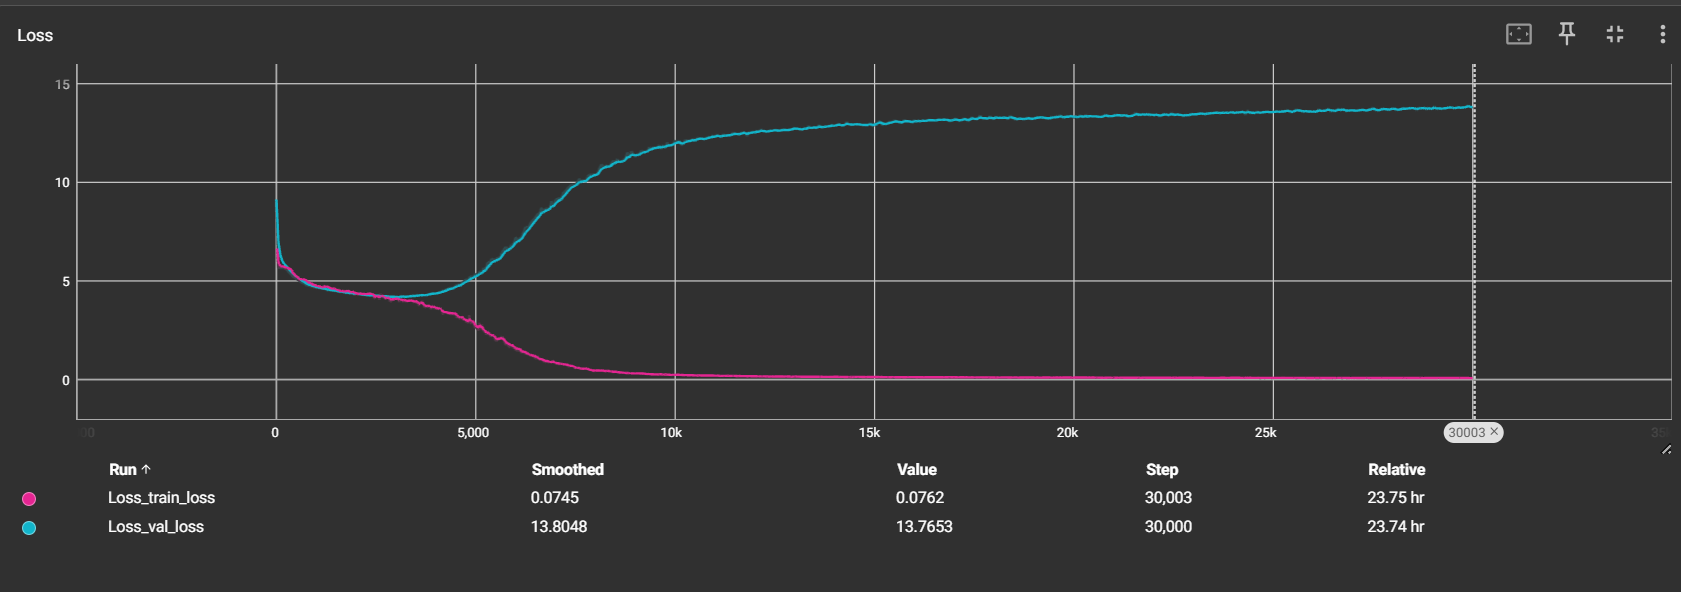 Loss
15
10
5
0
0 5,000 10k 15k 20k 25k 30003 ×
Run ↑ Smoothed Value Step Relative
Loss_train_loss 0.0745 0.0762 30,003 23.75 hr
Loss_val_loss 13.8048 13.7653 30,000 23.74 hr